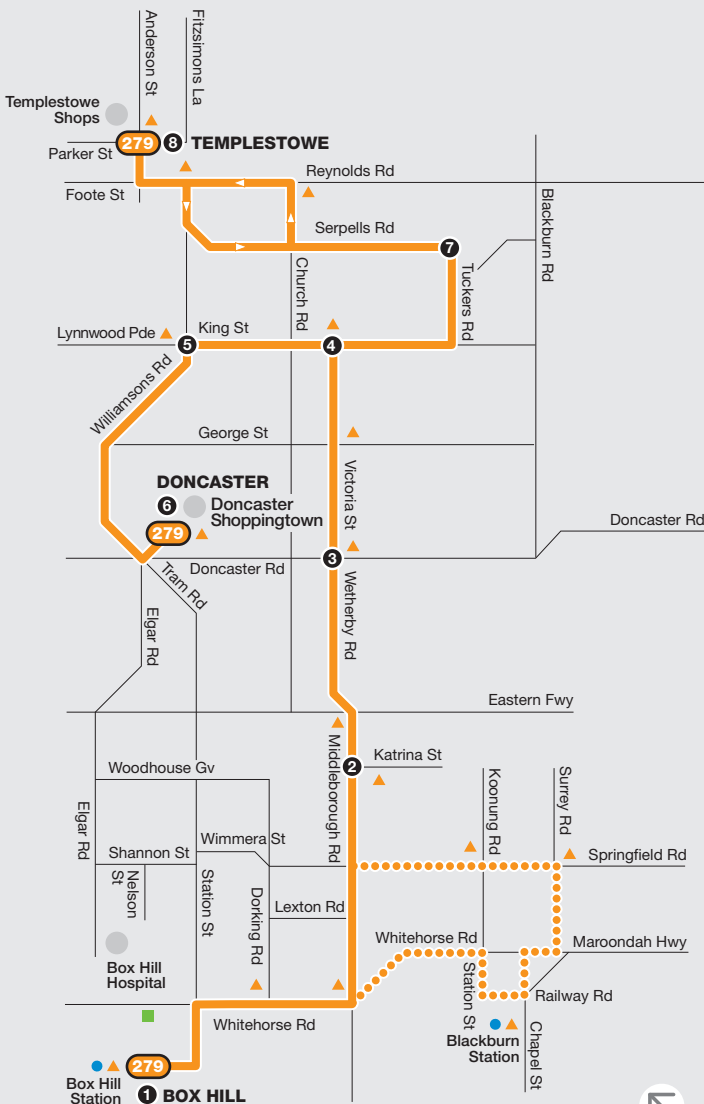 Anderson St
Fitzsimons La
Templestowe
Shops
279 8 TEMPLESTOWE
Parker St
Reynolds Rd
Foote St
Blackburn Rd
Serpells Rd
7
Church Rd
Tuckers Rd
Lynnwood Pde
King St
5
4
Williamsons Rd
George St
Victoria St
DONCASTER
6
Doncaster
Shoppingtown
279
Doncaster Rd
3
Doncaster Rd
Tram Rd
Wetherby Rd
Elgar Rd
Eastern Fwy
Middleborough Rd
Katrina St
2
Woodhouse Gv
Koonung Rd
Surrey Rd
Elgar Rd
Wimmera St
Shannon St
Springfield Rd
Nelson
St
Station St
Dorking Rd
Lexton Rd
Whitehorse Rd
Maroondah Hwy
Box Hill
Hospital
Station St
Railway Rd
Whitehorse Rd
Blackburn
Station
Chapel St
279
Box Hill
Station
1 BOX HILL